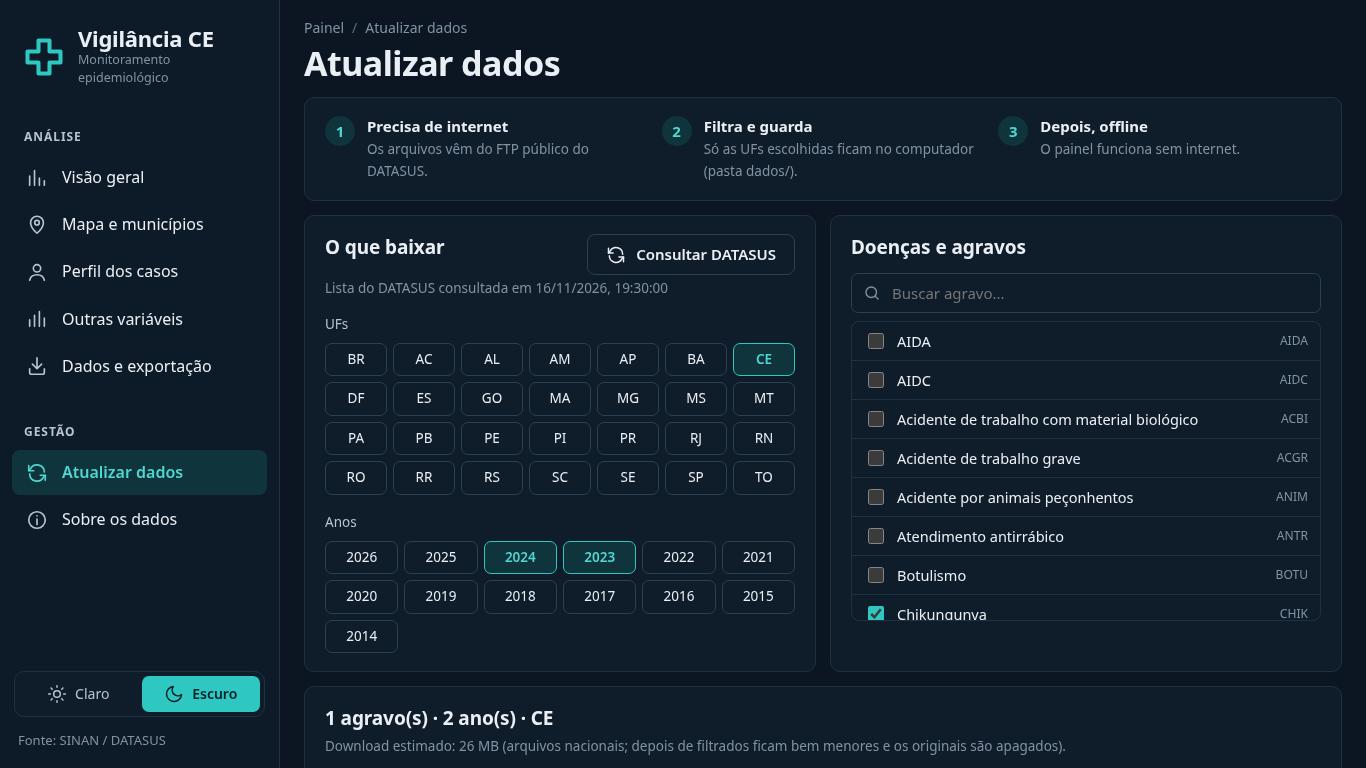 Vigilância CE
Monitoramento
epidemiológico
ANÁLISE
Visão geral
Mapa e municípios
Perfil dos casos
Outras variáveis
Dados e exportação
GESTÃO
Atualizar dados
Sobre os dados
Claro
Escuro
Fonte: SINAN / DATASUS
Painel / Atualizar dados
Atualizar dados
1
Precisa de internet
Os arquivos vêm do FTP público do
DATASUS.
2
Filtra e guarda
Só as UFs escolhidas ficam no computador
(pasta dados/).
3
Depois, offline
O painel funciona sem internet.
O que baixar
Consultar DATASUS
Lista do DATASUS consultada em 16/11/2026, 19:30:00
UFs
BR AC AL AM AP BA CE
DF ES GO MA MG MS MT
PA PB PE PI PR RJ RN
RO RR RS SC SE SP TO
Anos
2026 2025 2024 2023 2022 2021
2020 2019 2018 2017 2016 2015
2014
Doenças e agravos
Buscar agravo...
AIDA AIDA
AIDC AIDC
Acidente de trabalho com material biológico ACBI
Acidente de trabalho grave ACGR
Acidente por animais peçonhentos ANIM
Atendimento antirrábico ANTR
Botulismo BOTU
Chikungunya CHIK
1 agravo(s) · 2 ano(s) · CE
Download estimado: 26 MB (arquivos nacionais; depois de filtrados ficam bem menores e os originais são apagados).